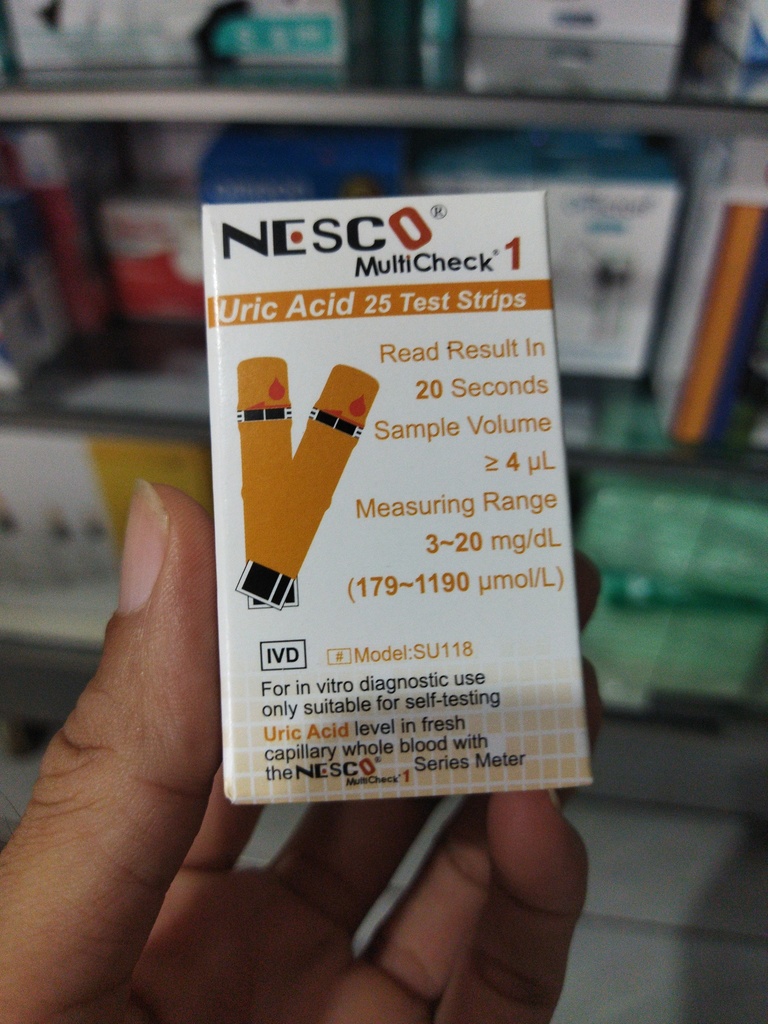 NESCO®
MultiCheck® 1
Uric Acid 25 Test Strips
Read Result In
20 Seconds
Sample Volume
≥ 4 µL
Measuring Range
3~20 mg/dL
(179~1190 µmol/L)
IVD # Model:SU118
For in vitro diagnostic use
only suitable for self-testing
Uric Acid level in fresh
capillary whole blood with
the NESCO® MultiCheck® 1 Series Meter